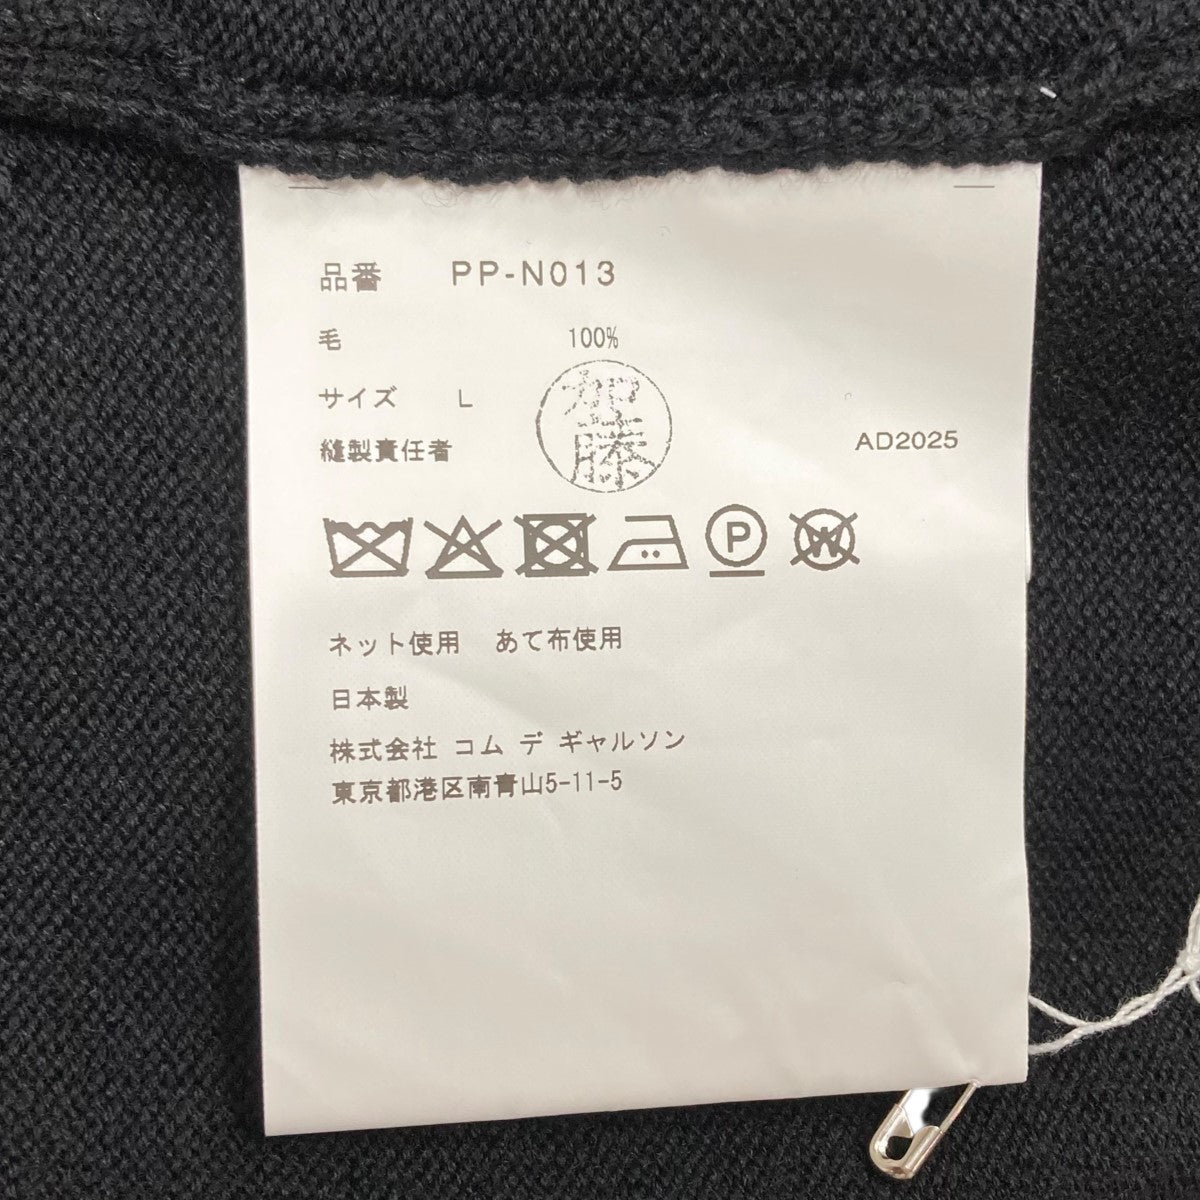 品番 PP-N013
毛 100%
サイズ L
縫製責任者 加藤
AD2025
P W
ネット使用 あて布使用
日本製
株式会社 コム デ ギャルソン
東京都港区南青山5-11-5